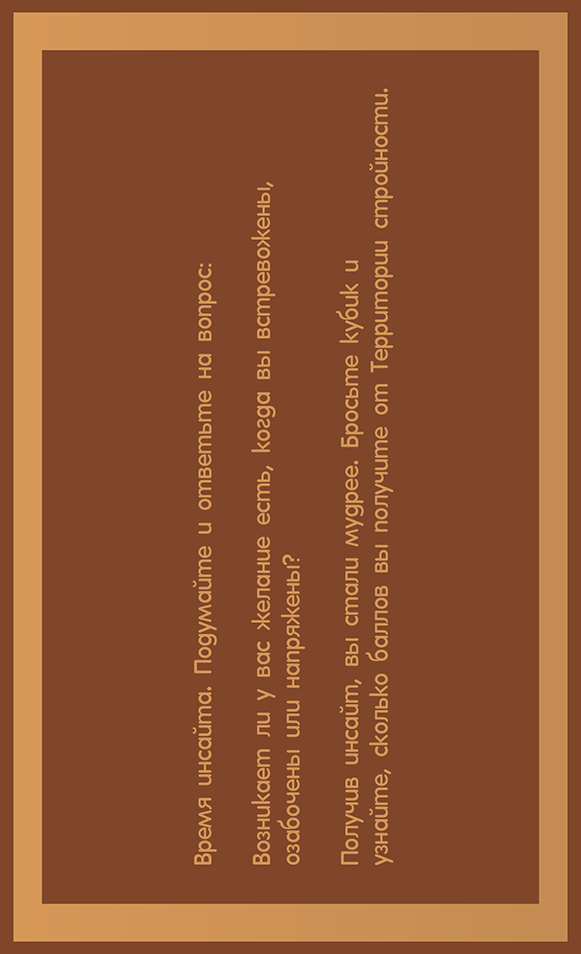 Время инсайта. Подумайте и ответьте на вопрос:
Возникает ли у вас желание есть, когда вы встревожены,
озабочены или напряжены?
Получив инсайт, вы стали мудрее. Бросьте кубик и
узнайте, сколько баллов вы получите от Территории стройности.